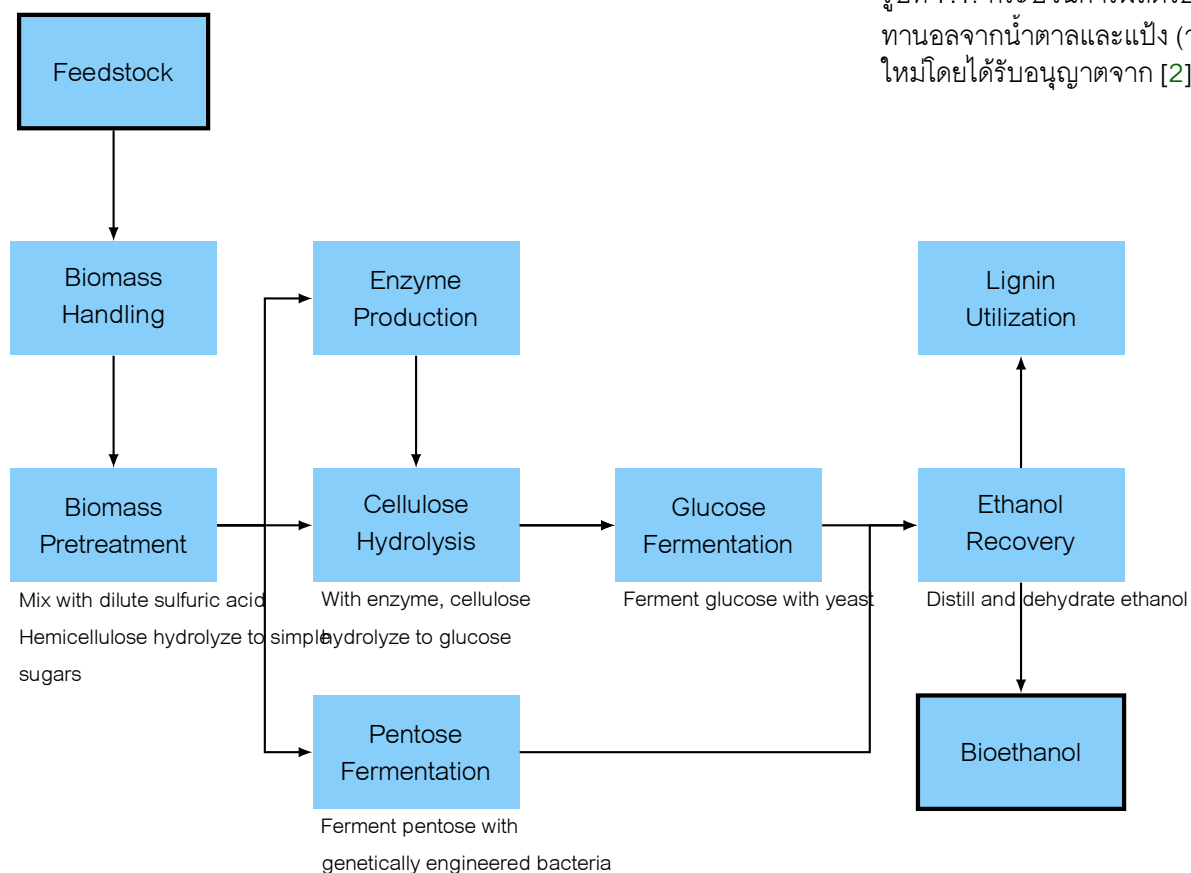 ทานอลจากน้ำตาลและแป้ง
ใหม่โดยได้รับอนุญาตจาก [2]
Feedstock
Biomass
Handling
Enzyme
Production
Lignin
Utilization
Biomass
Pretreatment
Cellulose
Hydrolysis
Glucose
Fermentation
Ethanol
Recovery
Mix with dilute sulfuric acid
Hemicellulose hydrolyze to simple
sugars
With enzyme, cellulose
hydrolyze to glucose
Ferment glucose with yeast
Distill and dehydrate ethanol
Pentose
Fermentation
Bioethanol
Ferment pentose with
genetically engineered bacteria